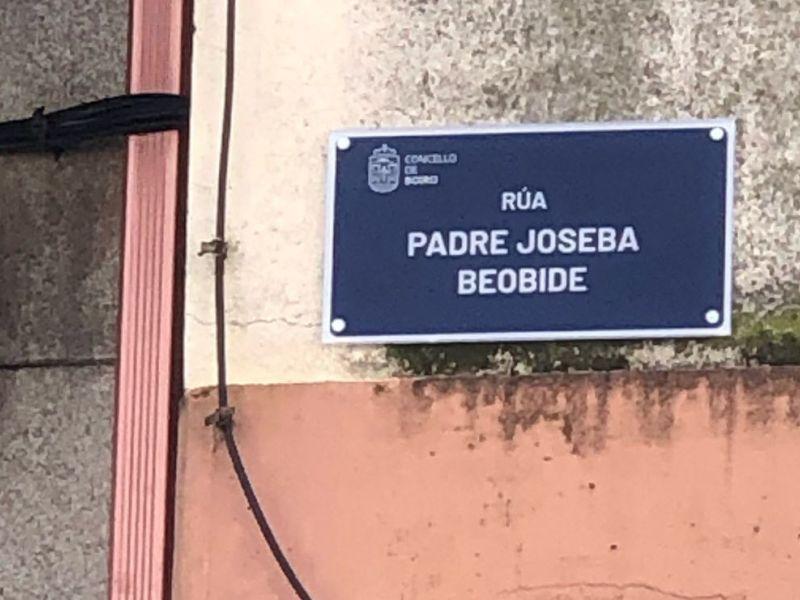 CONCELLO
DE
BOIRO
RÚA
PADRE JOSEBA
BEOBIDE